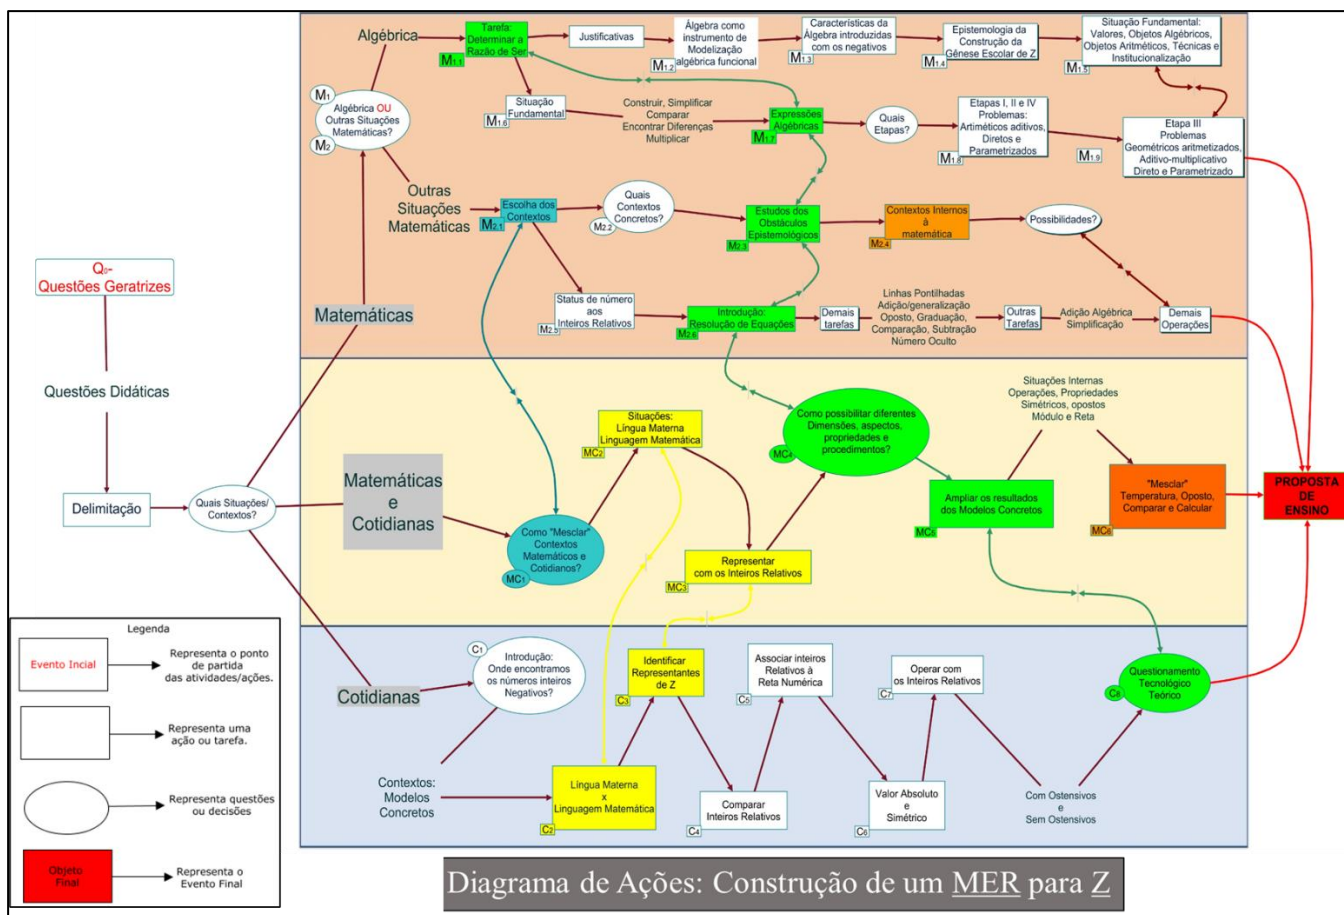 Algébrica
Tarefa:
Determinar a
Razão de Ser
M1.1
Justificativas
Álgebra como
instrumento de
Modelização
algébrica funcional
M1.2
Características da
Álgebra introduzidas
com os negativos
M1.3
Epistemologia da
Construção da
Gênese Escolar de Z
M1.4
Situação Fundamental:
Valores, Objetos Algébricos,
Objetos Aritméticos, Técnicas e
Institucionalização
M1.5
M1
Algébrica OU
Outras Situações
Matemáticas?
M2
Situação
Fundamental
M1.6
Construir, Simplificar
Comparar
Encontrar Diferenças
Multiplicar
Expressões
Algébricas
M1.7
Quais
Etapas?
Etapas I, II e IV
Problemas:
Artiméticos aditivos,
Diretos e
Parametrizados
M1.8
M1.9
Etapa III
Problemas
Geométricos aritmetizados,
Aditivo-multiplicativo
Direto e Parametrizado
Outras
Situações
Matemáticas
Escolha dos
Contextos
M2.1
Quais
Contextos
Concretos?
M2.2
Estudos dos
Obstáculos
Epistemológicos
M2.3
Contextos Internos
à
matemática
M2.4
Possibilidades?
Status de número
aos
Inteiros Relativos
M2.5
Introdução:
Resolução de Equações
M2.6
Demais
tarefas
Linhas Pontilhadas
Adição/generalização
Oposto, Graduação,
Comparação, Subtração
Número Oculto
Outras
Tarefas
Adição Algébrica
Simplificação
Demais
Operações
Q0-
Questões Geratrizes
Matemáticas
Questões Didáticas
Delimitação
Quais Situações/
Contextos?
Matemáticas
e
Cotidianas
Como "Mesclar"
Contextos
Matemáticos e
Cotidianos?
MC1
Situações:
Língua Materna
Linguagem Matemática
MC2
Representar
com os Inteiros Relativos
MC3
Como possibilitar diferentes
Dimensões, aspectos,
propriedades e
procedimentos?
MC4
Ampliar os resultados
dos Modelos Concretos
MC5
Situações Internas
Operações, Propriedades
Simétricos, opostos
Módulo e Reta
"Mesclar"
Temperatura, Oposto,
Comparar e Calcular
MC6
PROPOSTA
DE
ENSINO
Cotidianas
C1
Introdução:
Onde encontramos
os números inteiros
Negativos?
Contextos:
Modelos
Concretos
Língua Materna
x
Linguagem Matemática
C2
Identificar
Representantes
de Z
C3
Comparar
Inteiros Relativos
C4
Associar inteiros
Relativos à
Reta Numérica
C5
Valor Absoluto
e
Simétrico
C6
Operar com
os Inteiros Relativos
C7
Com Ostensivos
e
Sem Ostensivos
Questionamento
Tecnológico
Teórico
C8
Legenda
Evento Incial
Representa o ponto
de partida
das atividades/ações.
Representa uma
ação ou tarefa.
Representa questões
ou decisões
Objeto
Final
Representa o
Evento Final
Diagrama de Ações: Construção de um MER para Z